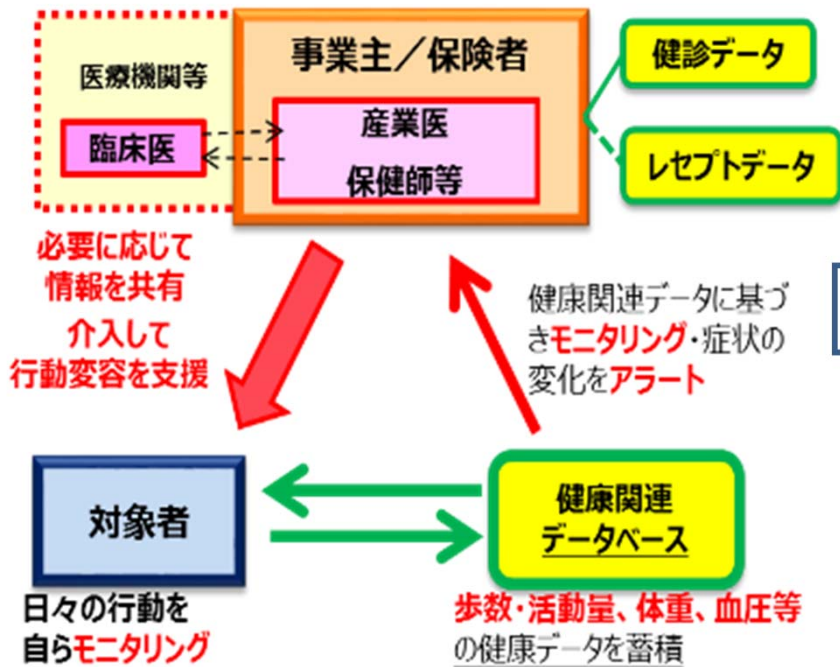 医療機関等
臨床医
事業主／保険者
産業医
保健師等
健診データ
レセプトデータ
必要に応じて
情報を共有
介入して
行動変容を支援
健康関連データに基づ
きモニタリング・症状の
変化をアラート
対象者
日々の行動を
自らモニタリング
健康関連
データベース
歩数・活動量、体重、血圧等
の健康データを蓄積